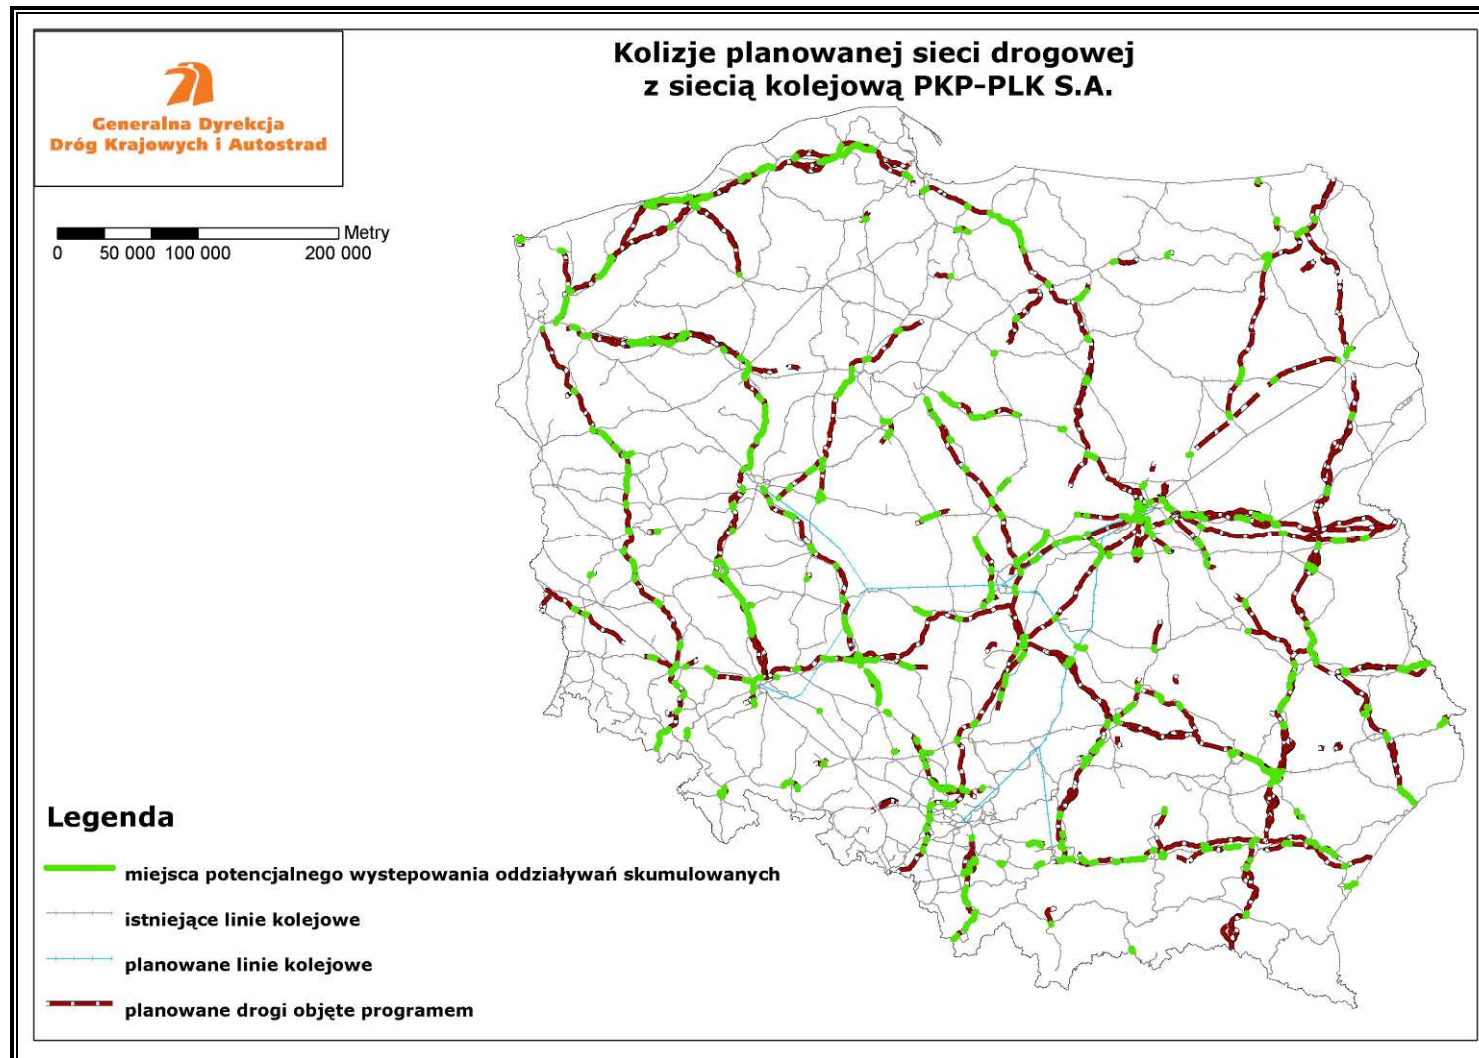 Kolizje planowanej sieci drogowej
z siecią kolejową PKP-PLK S.A.
Generalna Dyrekcja
Dróg Krajowych i Autostrad
Metry
0 50 000 100 000 200 000
Legenda
miejsca potencjalnego wystepowania oddziaływań skumulowanych
istniejące linie kolejowe
planowane linie kolejowe
planowane drogi objęte programem